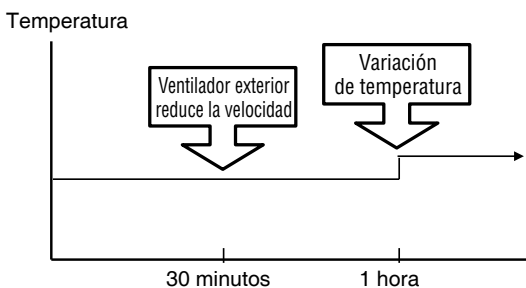 Temperatura
Ventilador exterior
reduce la velocidad
Variación
de temperatura
30 minutos
1 hora